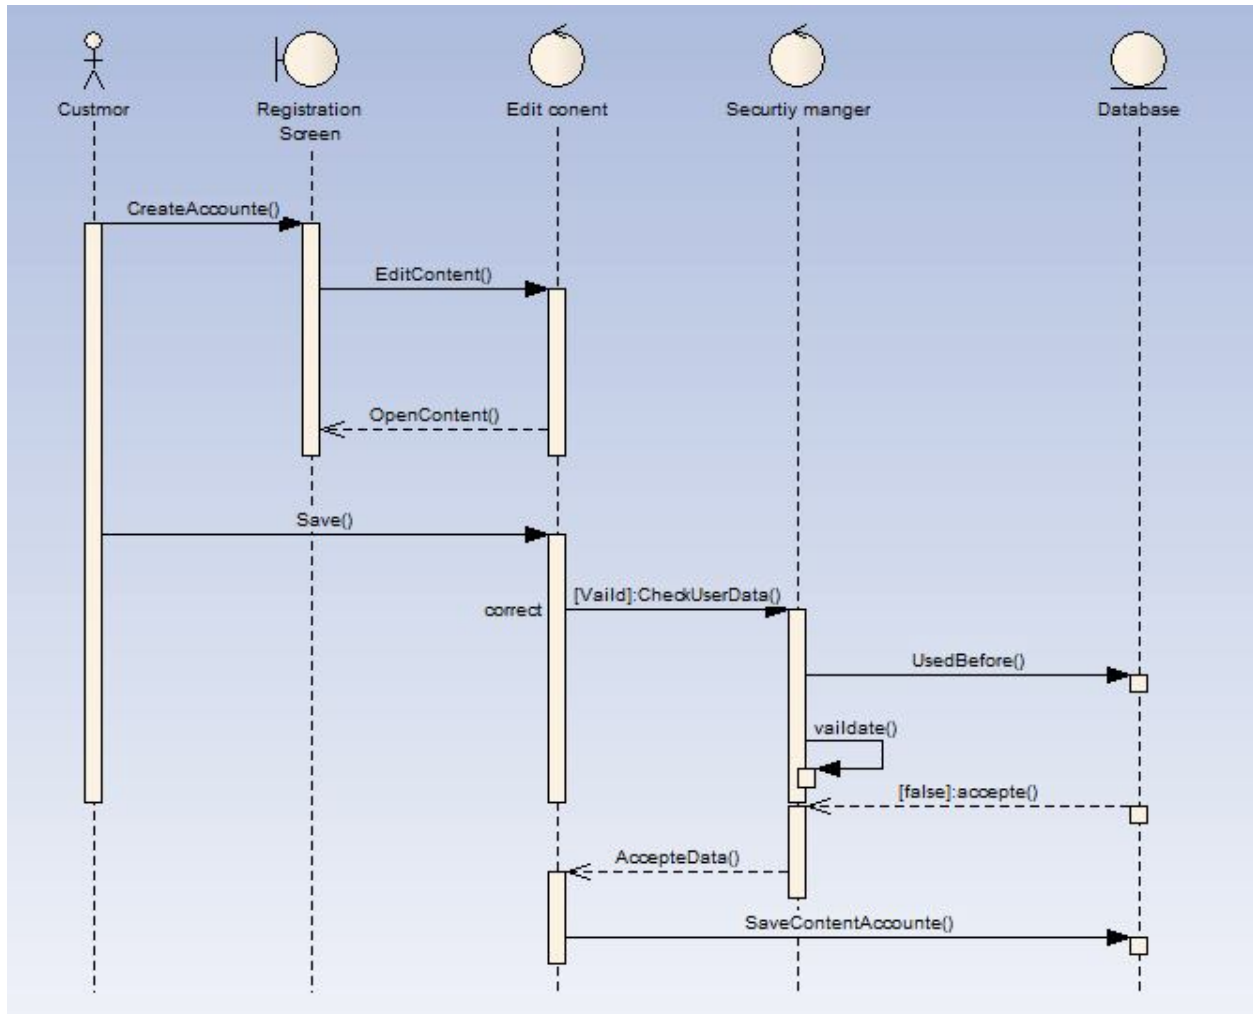 Custmor
Registration
Screen
Edit conent
Securtiy manger
Database
CreateAccounte()
EditContent()
OpenContent()
Save()
correct
[Vaild]:CheckUserData()
UsedBefore()
vaildate()
[false]:accepte()
AccepteData()
SaveContentAccounte()